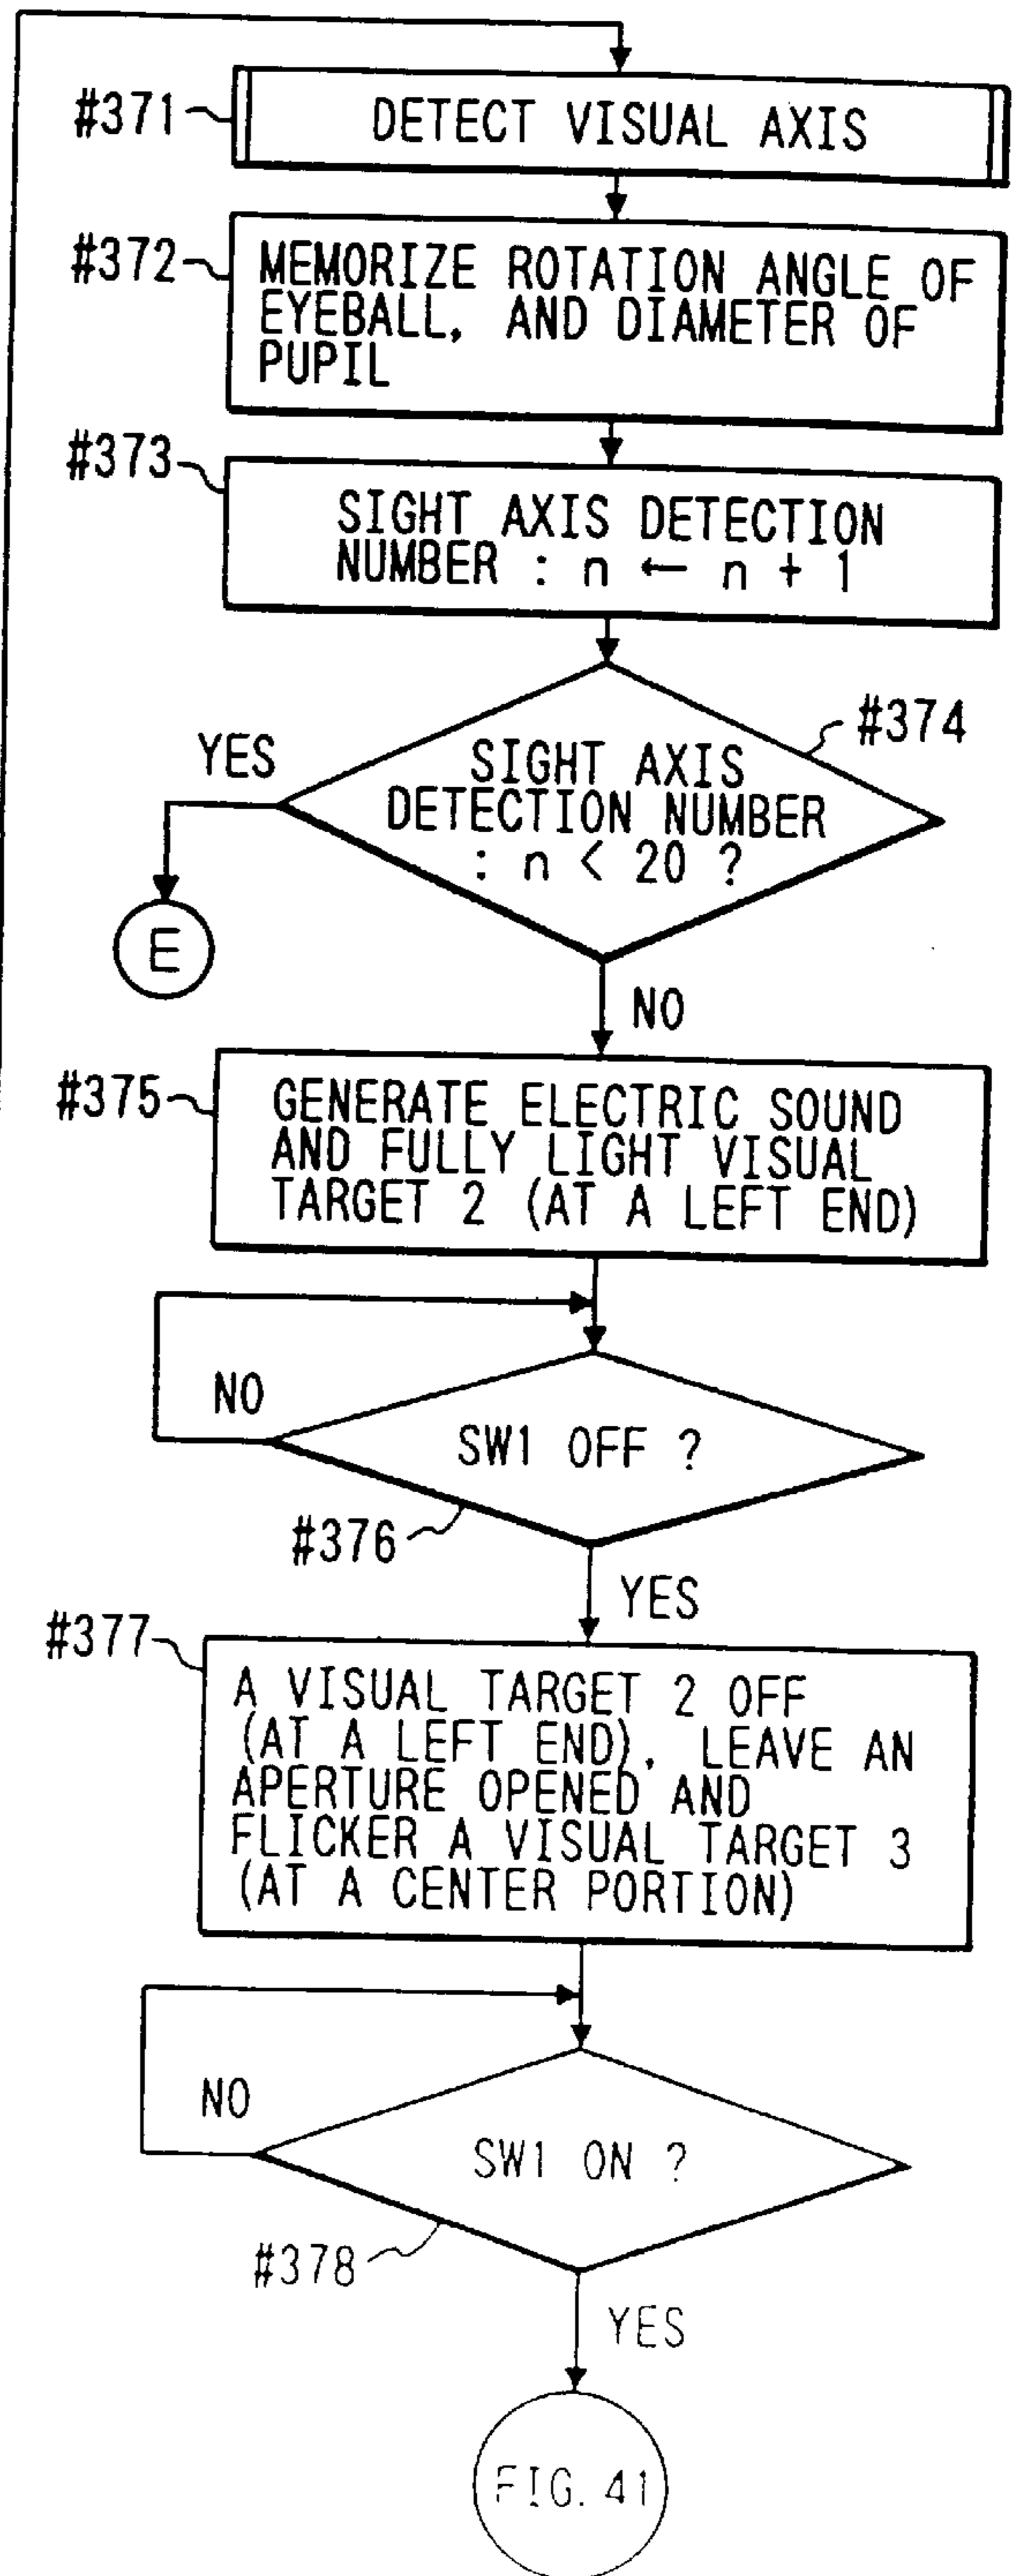 #371
DETECT VISUAL AXIS
#372
MEMORIZE ROTATION ANGLE OF
EYEBALL, AND DIAMETER OF
PUPIL
#373
SIGHT AXIS DETECTION
NUMBER : n ← n + 1
#374
YES
SIGHT AXIS
DETECTION NUMBER
: n < 20 ?
E
NO
#375
GENERATE ELECTRIC SOUND
AND FULLY LIGHT VISUAL
TARGET 2 (AT A LEFT END)
NO
SW1 OFF ?
#376
YES
#377
A VISUAL TARGET 2 OFF
(AT A LEFT END), LEAVE AN
APERTURE OPENED AND
FLICKER A VISUAL TARGET 3
(AT A CENTER PORTION)
NO
SW1 ON ?
#378
YES
FIG. 41